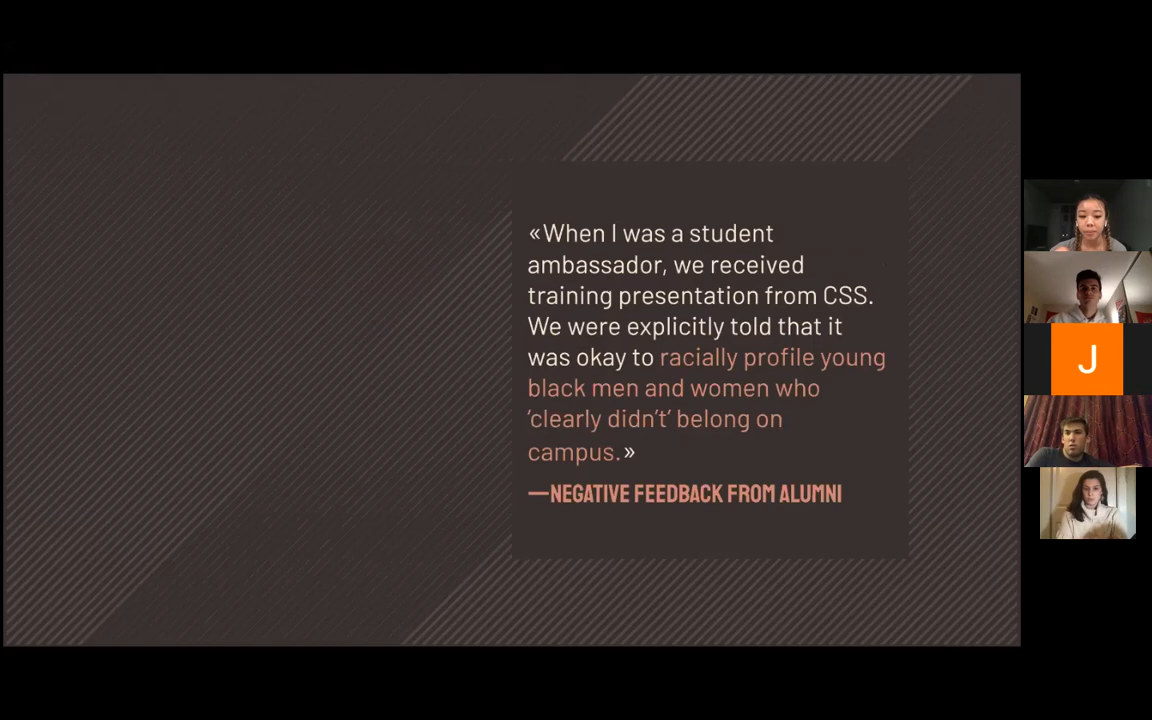 «When I was a student
ambassador, we received
training presentation from CSS.
We were explicitly told that it
was okay to racially profile young
black men and women who
‘clearly didn’t’ belong on
campus.»
—NEGATIVE FEEDBACK FROM ALUMNI
J